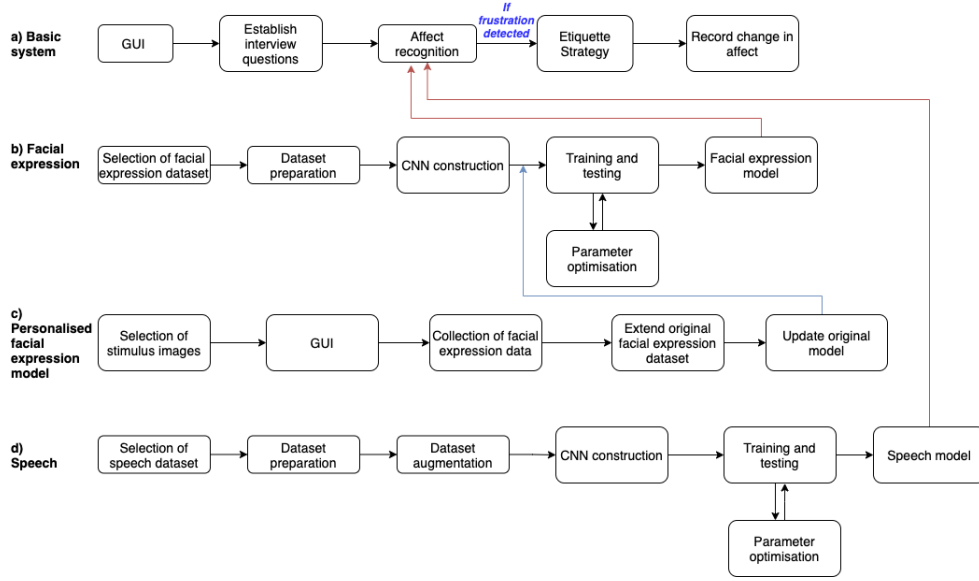 a) Basic
system
GUI
Establish
interview
questions
Affect
recognition
If
frustration
detected
Etiquette
Strategy
Record change in
affect
b) Facial
expression
Selection of facial
expression dataset
Dataset
preparation
CNN construction
Training and
testing
Facial expression
model
Parameter
optimisation
c)
Personalised
facial
expression
model
Selection of
stimulus images
GUI
Collection of facial
expression data
Extend original
facial expression
dataset
Update original
model
d)
Speech
Selection of
speech dataset
Dataset
preparation
Dataset
augmentation
CNN construction
Training and
testing
Speech model
Parameter
optimisation